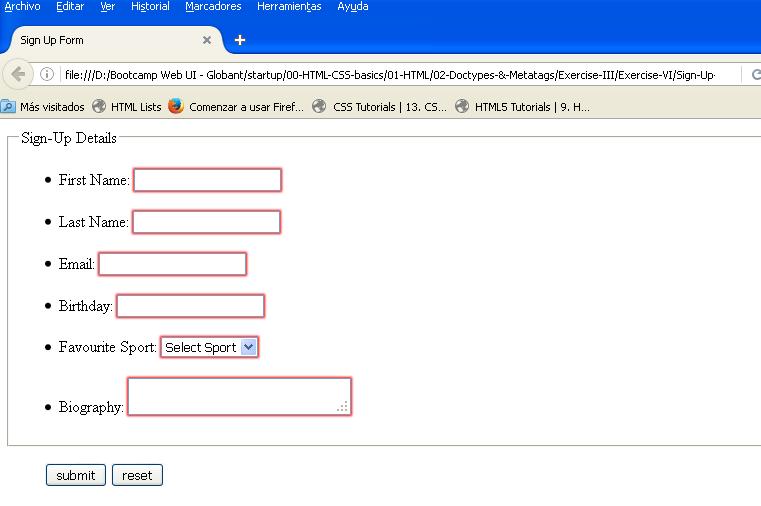 Archivo Editar Ver Historial Marcadores Herramientas Ayuda
Sign Up Form
file:///D:/Bootcamp Web UI - Globant/startup/00-HTML-CSS-basics/01-HTML/02-Doctypes-&-Metatags/Exercise-III/Exercise-VI/Sign-Up-
Más visitados HTML Lists Comenzar a usar Firef... CSS Tutorials | 13. CS... HTML5 Tutorials | 9. H...
Sign-Up Details
First Name:
Last Name:
Email:
Birthday:
Favourite Sport: Select Sport
Biography:
submit reset